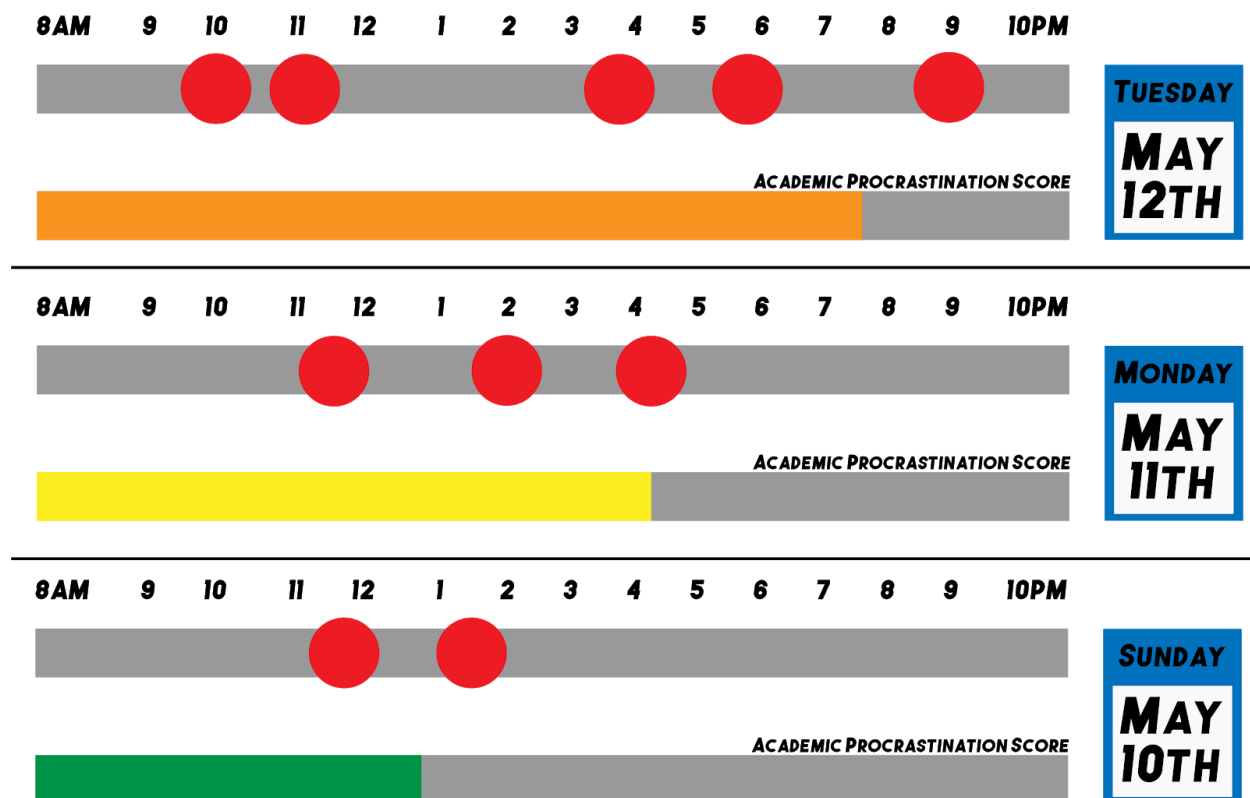 8AM 9 10 11 12 1 2 3 4 5 6 7 8 9 10PM
TUESDAY
MAY
12TH
ACADEMIC PROCRASTINATION SCORE
8AM 9 10 11 12 1 2 3 4 5 6 7 8 9 10PM
MONDAY
MAY
11TH
ACADEMIC PROCRASTINATION SCORE
8AM 9 10 11 12 1 2 3 4 5 6 7 8 9 10PM
SUNDAY
MAY
10TH
ACADEMIC PROCRASTINATION SCORE